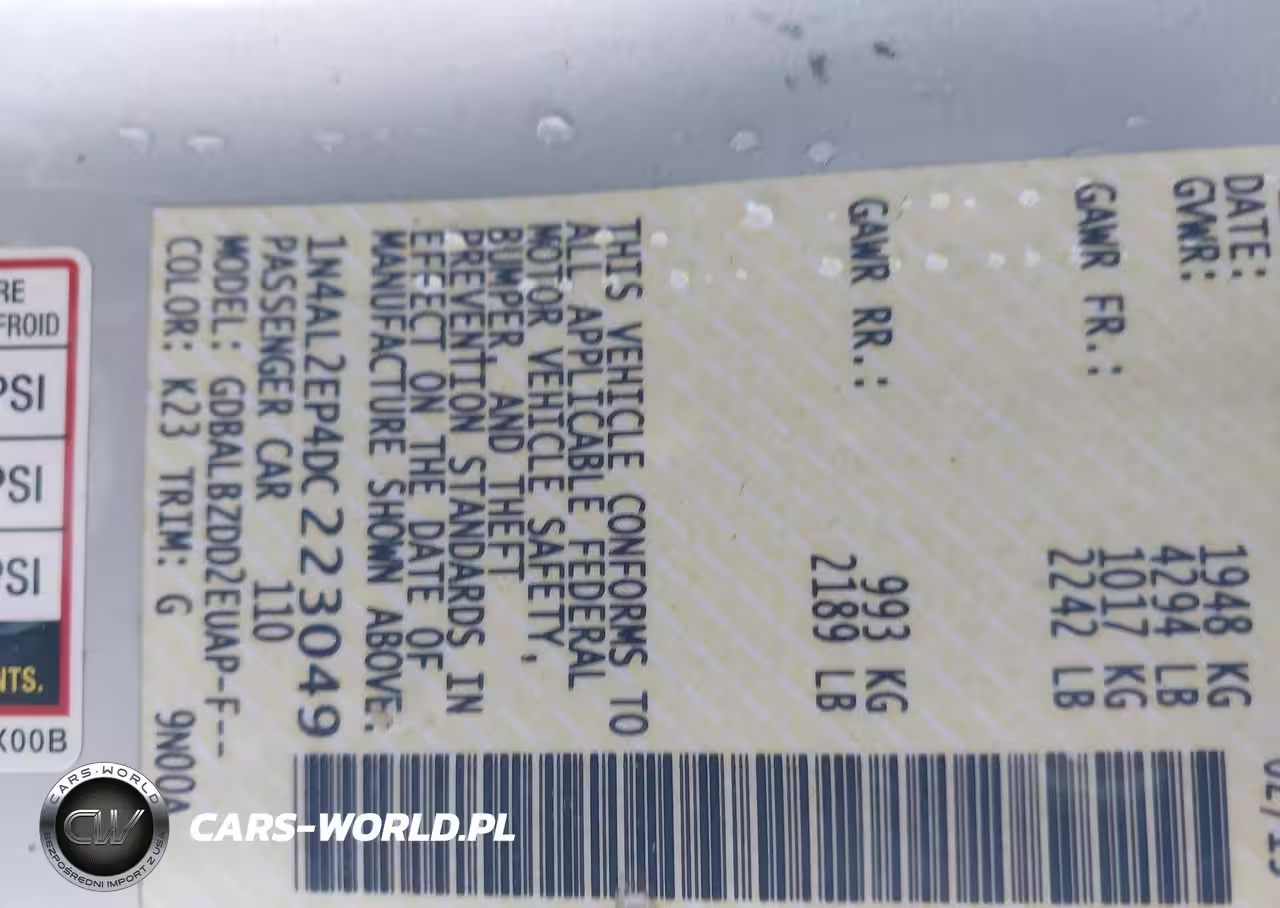 DATE: 02/13
GVWR: 1948 KG
4294 LB
GAWR FR.: 1017 KG
2242 LB
GAWR RR.: 993 KG
2189 LB
THIS VEHICLE CONFORMS TO
ALL APPLICABLE FEDERAL
MOTOR VEHICLE SAFETY,
BUMPER, AND THEFT
PREVENTION STANDARDS IN
EFFECT ON THE DATE OF
MANUFACTURE SHOWN ABOVE.
1N4AL2EP4DC223049
PASSENGER CAR 110
MODEL: GDBALBZDD2EUAP-F---
COLOR: K23 TRIM: G 9N00A
RE
FROID
PSI
PSI
PSI
NTS.
X00B
CARS-WORLD
CW
BEZPOŚREDNI IMPORT Z USA
CARS-WORLD.PL